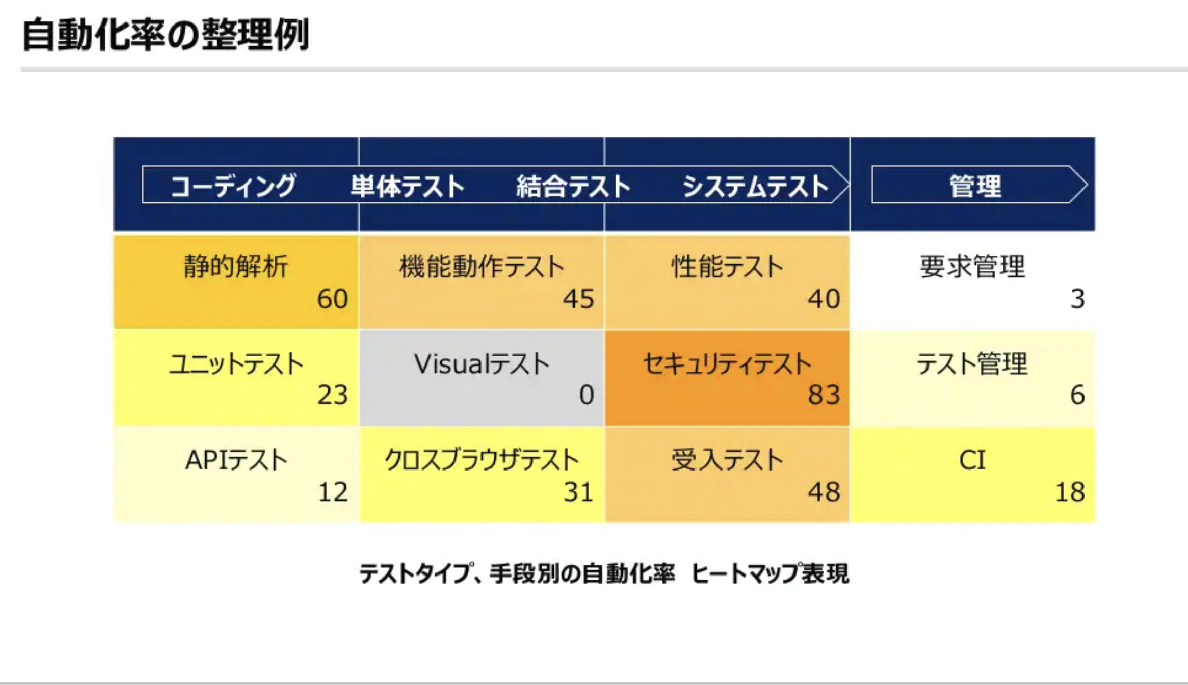 自動化率の整理例
コーディング 単体テスト 結合テスト システムテスト 管理
静的解析 機能動作テスト 性能テスト 要求管理
60 45 40 3
ユニットテスト Visualテスト セキュリティテスト テスト管理
23 0 83 6
APIテスト クロスブラウザテスト 受入テスト CI
12 31 48 18
テストタイプ、手段別の自動化率 ヒートマップ表現